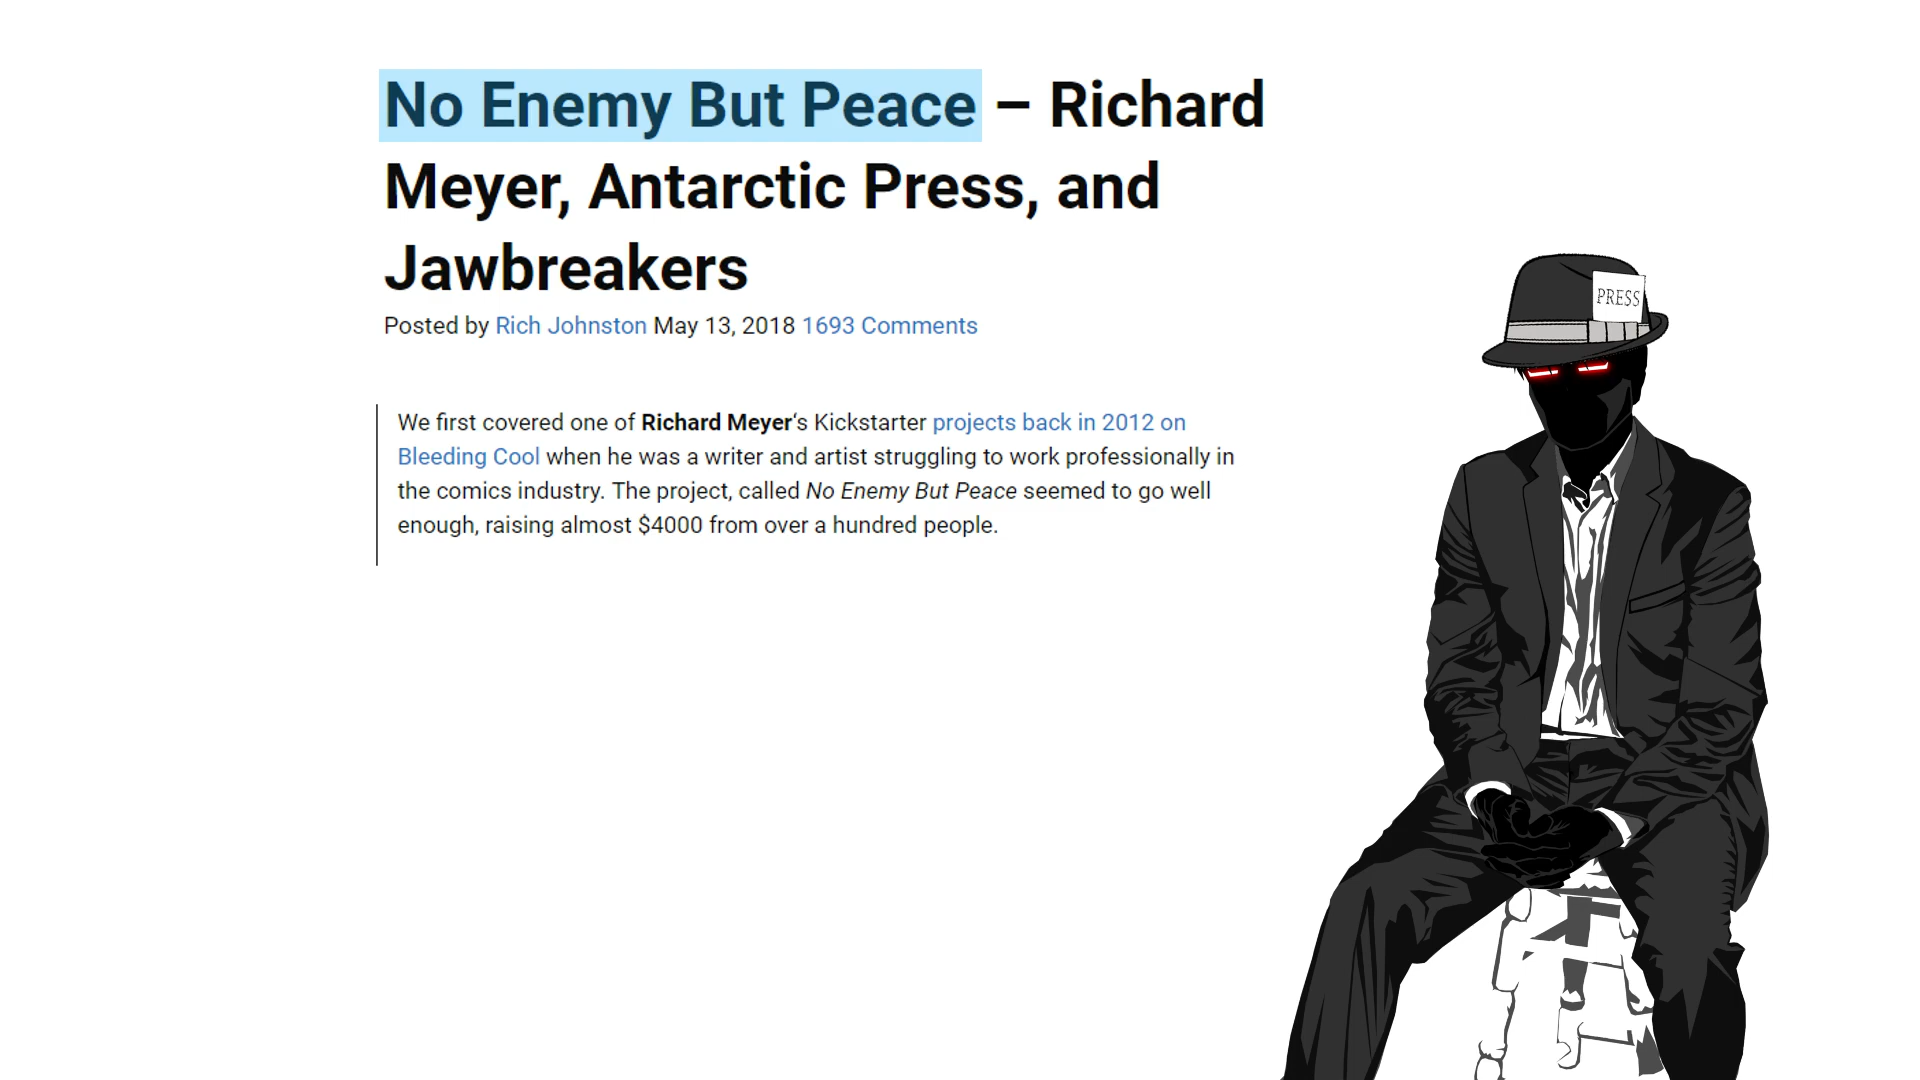 No Enemy But Peace – Richard
Meyer, Antarctic Press, and
Jawbreakers
Posted by Rich Johnston May 13, 2018 1693 Comments
We first covered one of Richard Meyer‘s Kickstarter projects back in 2012 on
Bleeding Cool when he was a writer and artist struggling to work professionally in
the comics industry. The project, called No Enemy But Peace seemed to go well
enough, raising almost $4000 from over a hundred people.
PRESS